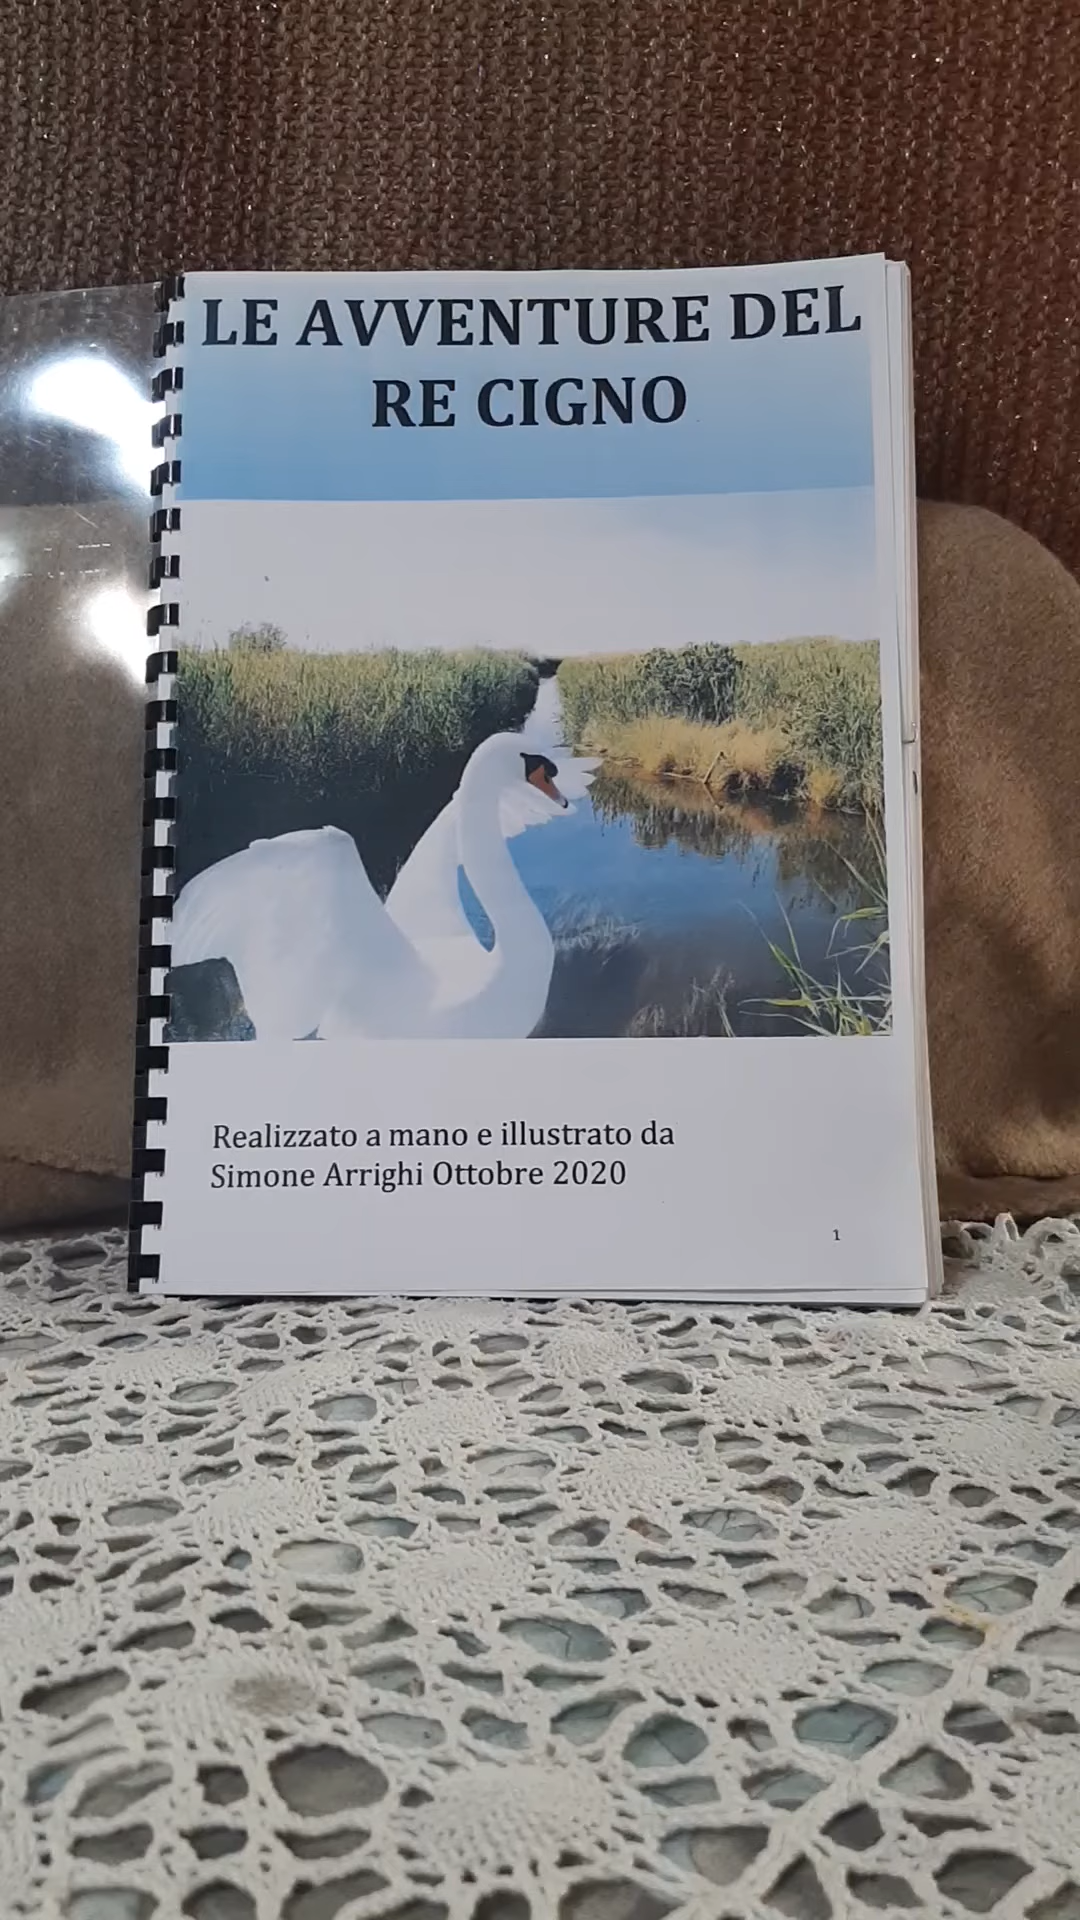 LE AVVENTURE DEL
RE CIGNO
Realizzato a mano e illustrato da
Simone Arrighi Ottobre 2020
1